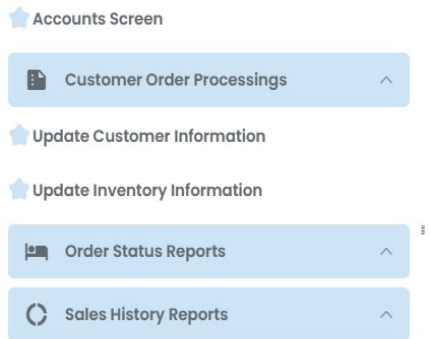 Accounts Screen
Customer Order Processings
Update Customer Information
Update Inventory Information
Order Status Reports
Sales History Reports